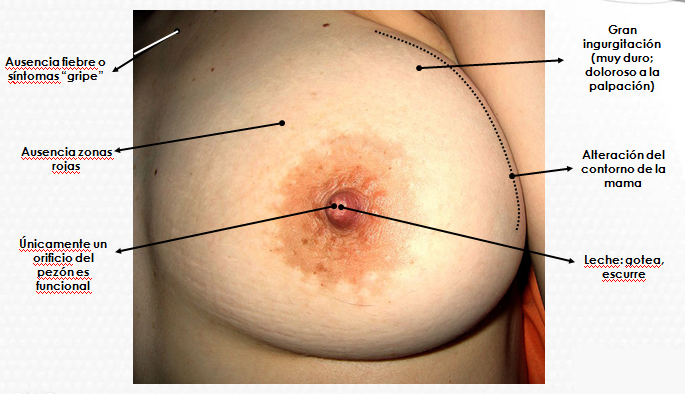 Ausencia fiebre o
síntomas “gripe”
Ausencia zonas
rojas
Únicamente un
orificio del
pezón es
funcional
Gran
ingurgitación
(muy duro;
doloroso a la
palpación)
Alteración del
contorno de la
mama
Leche: gotea,
escurre